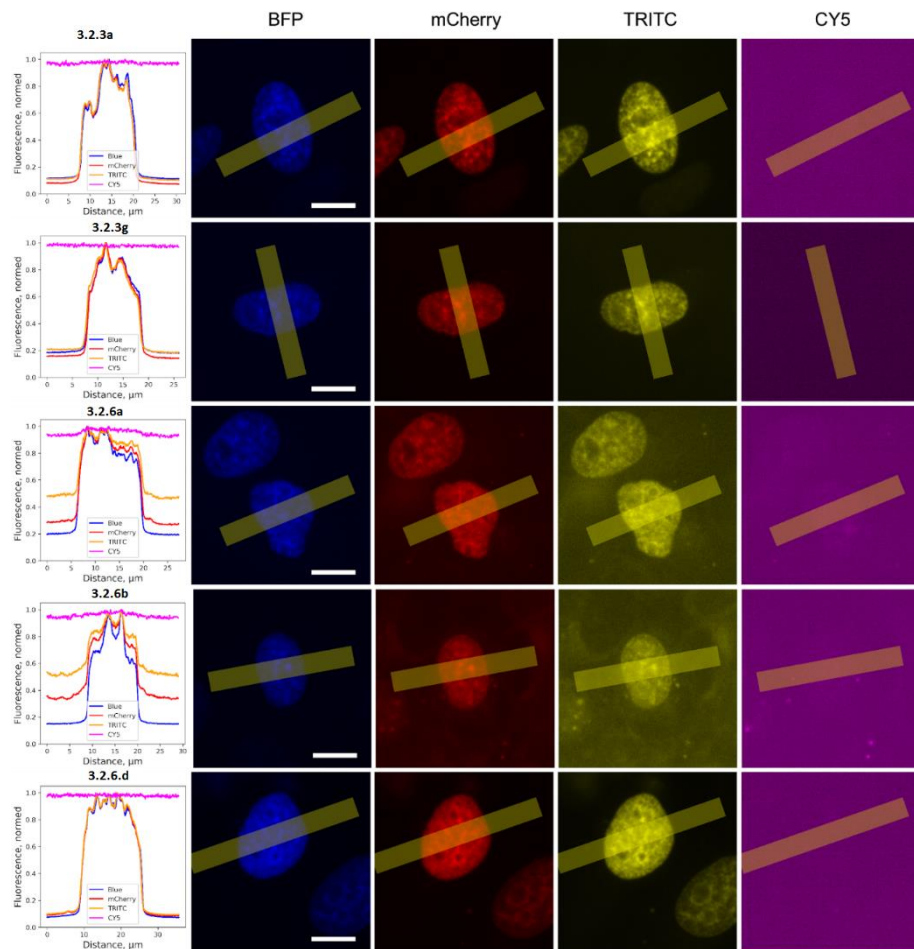 BFP mCherry TRITC CY5
3.2.3a
Fluorescence, normed
1.0
0.8
0.6
0.4
0.2
0.0
Blue
mCherry
TRITC
CY5
0 5 10 15 20 25 30
Distance, μm
3.2.3g
Fluorescence, normed
1.0
0.8
0.6
0.4
0.2
0.0
Blue
mCherry
TRITC
CY5
0 5 10 15 20 25
Distance, μm
3.2.6a
Fluorescence, normed
1.0
0.8
0.6
0.4
0.2
0.0
Blue
mCherry
TRITC
CY5
0 5 10 15 20 25
Distance, μm
3.2.6b
Fluorescence, normed
1.0
0.8
0.6
0.4
0.2
0.0
Blue
mCherry
TRITC
CY5
0 5 10 15 20 25 30
Distance, μm
3.2.6.d
Fluorescence, normed
1.0
0.8
0.6
0.4
0.2
0.0
Blue
mCherry
TRITC
CY5
0 5 10 15 20 25 30 35
Distance, μm